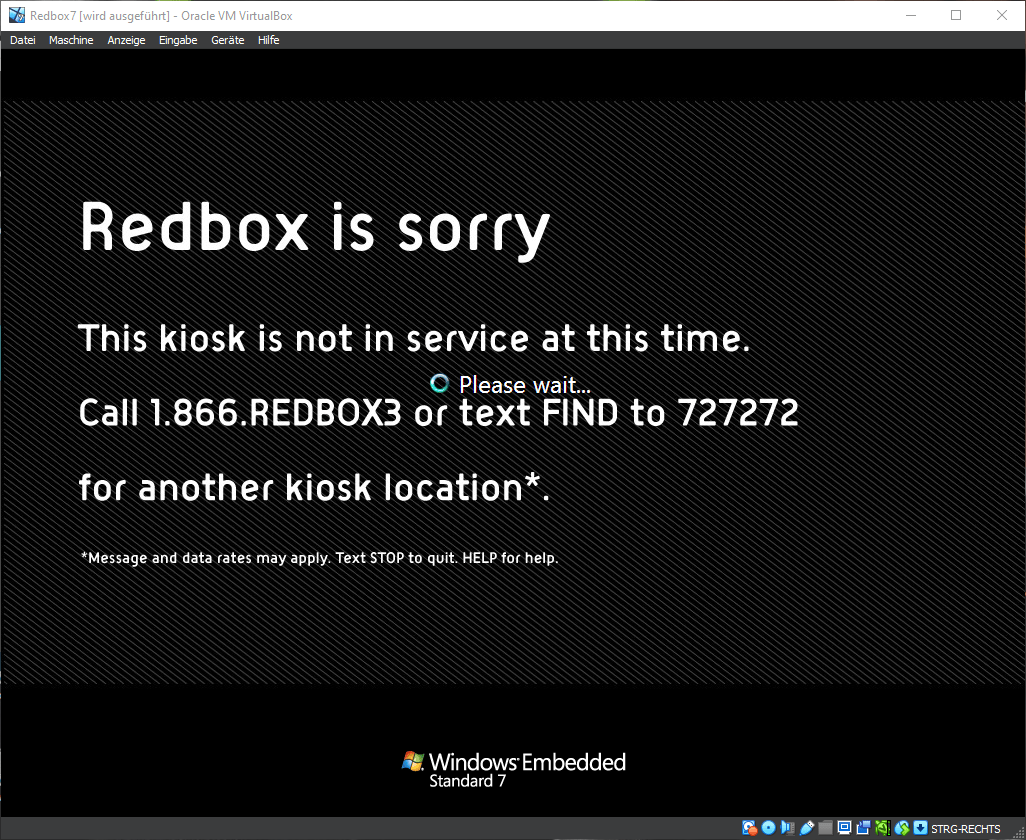 Redbox7 [wird ausgeführt] - Oracle VM VirtualBox
Datei Maschine Anzeige Eingabe Geräte Hilfe
Redbox is sorry
This kiosk is not in service at this time.
Please wait...
Call 1.866.REDBOX3 or text FIND to 727272
for another kiosk location*.
*Message and data rates may apply. Text STOP to quit. HELP for help.
Windows Embedded
Standard 7
STRG-RECHTS